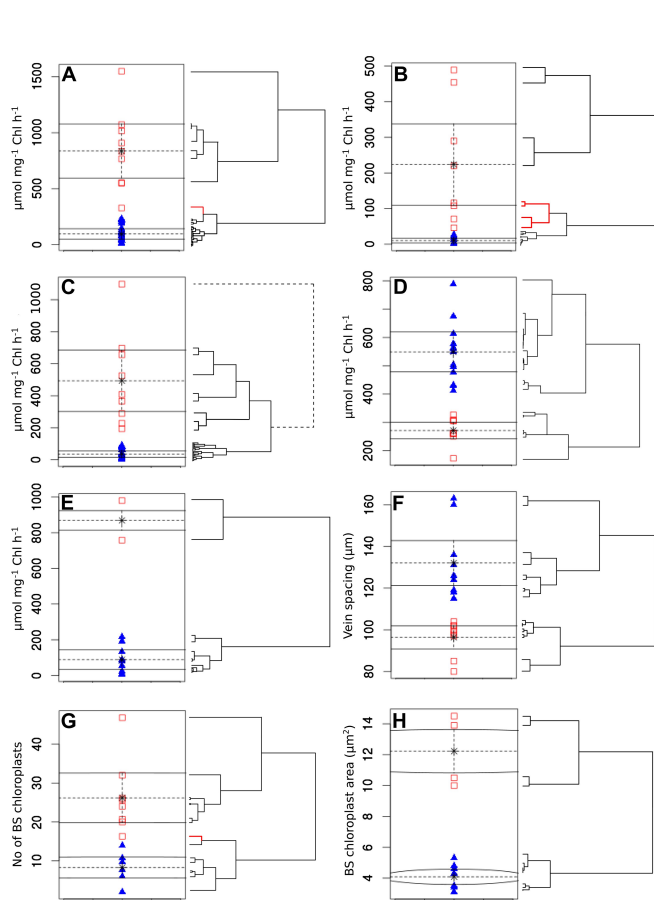 A
μmol mg⁻¹ Chl h⁻¹
1500
1000
500
0
B
μmol mg⁻¹ Chl h⁻¹
500
400
300
200
100
0
C
μmol mg⁻¹ Chl h⁻¹
1000
800
600
400
200
0
D
μmol mg⁻¹ Chl h⁻¹
800
600
400
200
E
μmol mg⁻¹ Chl h⁻¹
1000
800
600
400
200
0
F
Vein spacing (μm)
160
140
120
100
80
G
No of BS chloroplasts
40
30
20
10
H
BS chloroplast area (μm²)
14
12
10
8
6
4